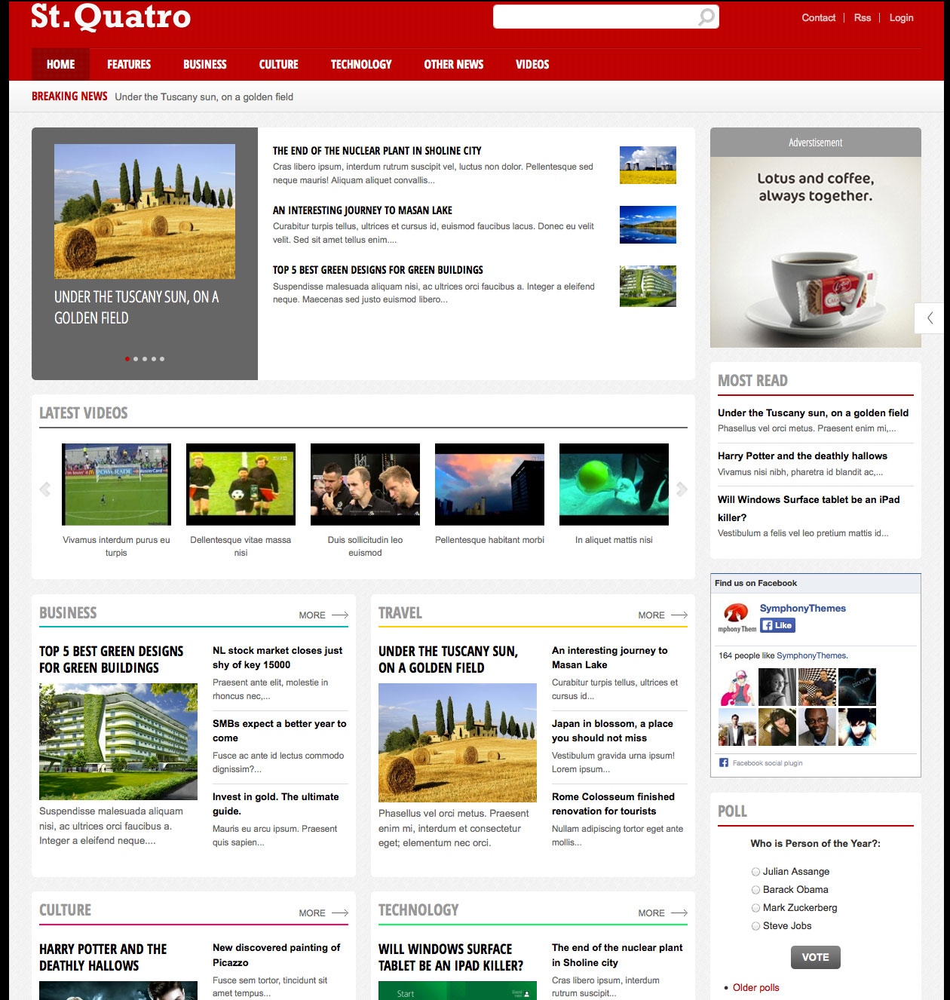 St.Quatro
Contact
Rss
Login
HOME
FEATURES
BUSINESS
CULTURE
TECHNOLOGY
OTHER NEWS
VIDEOS
BREAKING NEWS
Under the Tuscany sun, on a golden field
UNDER THE TUSCANY SUN, ON A
GOLDEN FIELD
THE END OF THE NUCLEAR PLANT IN SHOLINE CITY
Cras libero ipsum, interdum rutrum suscipit vel, luctus non dolor. Pellentesque sed
neque mauris! Aliquam aliquet convallis...
AN INTERESTING JOURNEY TO MASAN LAKE
Curabitur turpis tellus, ultrices et cursus id, euismod faucibus lacus. Donec eu velit
velit. Sed sit amet tellus enim....
TOP 5 BEST GREEN DESIGNS FOR GREEN BUILDINGS
Suspendisse malesuada aliquam nisi, ac ultrices orci faucibus a. Integer a eleifend
neque. Maecenas sed justo euismod libero...
Adverstisement
Lotus and coffee,
always together.
MOST READ
Under the Tuscany sun, on a golden field
Phasellus vel orci metus. Praesent enim mi,...
Harry Potter and the deathly hallows
Vivamus nisi nibh, pharetra id blandit ac,...
Will Windows Surface tablet be an iPad
killer?
Vestibulum a felis vel leo pretium mattis id...
LATEST VIDEOS
POWERADE
MasterCard
Vivamus interdum purus eu
turpis
Dellentesque vitae massa
nisi
Duis sollicitudin leo
euismod
Pellentesque habitant morbi
In aliquet mattis nisi
Find us on Facebook
SymphonyThemes
mphony Them
Like
164 people like SymphonyThemes.
Facebook social plugin
BUSINESS
MORE
TOP 5 BEST GREEN DESIGNS
FOR GREEN BUILDINGS
Suspendisse malesuada aliquam
nisi, ac ultrices orci faucibus a.
Integer a eleifend neque....
NL stock market closes just
shy of key 15000
Praesent ante elit, molestie in
rhoncus nec,...
SMBs expect a better year to
come
Fusce ac ante id lectus commodo
dignissim?...
Invest in gold. The ultimate
guide.
Mauris eu arcu ipsum. Praesent
quis sapien...
TRAVEL
MORE
UNDER THE TUSCANY SUN,
ON A GOLDEN FIELD
Phasellus vel orci metus. Praesent
enim mi, interdum et consectetur
eget; elementum nec orci.
An interesting journey to
Masan Lake
Curabitur turpis tellus, ultrices et
cursus id...
Japan in blossom, a place
you should not miss
Vestibulum gravida urna ipsum!
Lorem ipsum...
Rome Colosseum finished
renovation for tourists
Nullam adipiscing tortor eget ante
mollis...
POLL
Who is Person of the Year?:
Julian Assange
Barack Obama
Mark Zuckerberg
Steve Jobs
VOTE
Older polls
CULTURE
MORE
HARRY POTTER AND THE
DEATHLY HALLOWS
New discovered painting of
Picazzo
Fusce sem tortor, tincidunt sit
amet tempus...
TECHNOLOGY
MORE
WILL WINDOWS SURFACE
TABLET BE AN IPAD KILLER?
Start
The end of the nuclear plant
in Sholine city
Cras libero ipsum, interdum
rutrum suscipit...